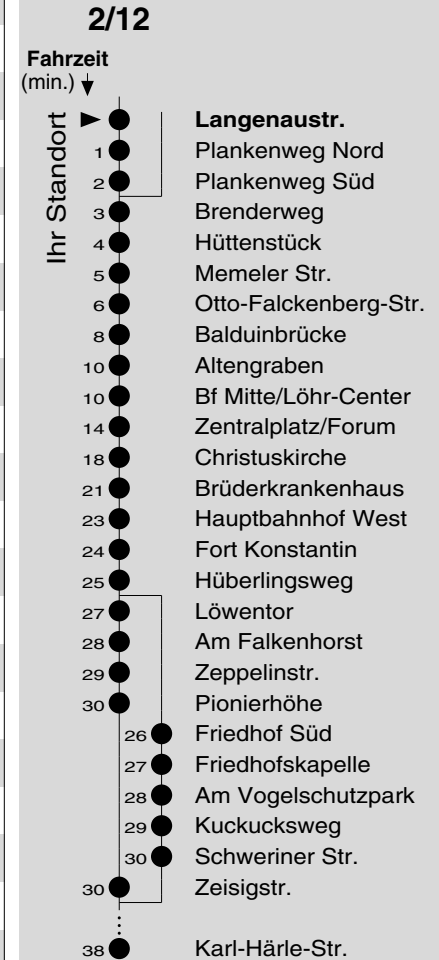 2/12
Fahrzeit
(min.)
Ihr Standort
Langenaustr.
1 Plankenweg Nord
2 Plankenweg Süd
3 Brenderweg
4 Hüttenstück
5 Memeler Str.
6 Otto-Falckenberg-Str.
8 Balduinbrücke
10 Altengraben
10 Bf Mitte/Löhr-Center
14 Zentralplatz/Forum
18 Christuskirche
21 Brüderkrankenhaus
23 Hauptbahnhof West
24 Fort Konstantin
25 Hüberlingsweg
27 Löwentor
28 Am Falkenhorst
29 Zeppelinstr.
30 Pionierhöhe
26 Friedhof Süd
27 Friedhofskapelle
28 Am Vogelschutzpark
29 Kuckucksweg
30 Schweriner Str.
30 Zeisigstr.
38 Karl-Härle-Str.